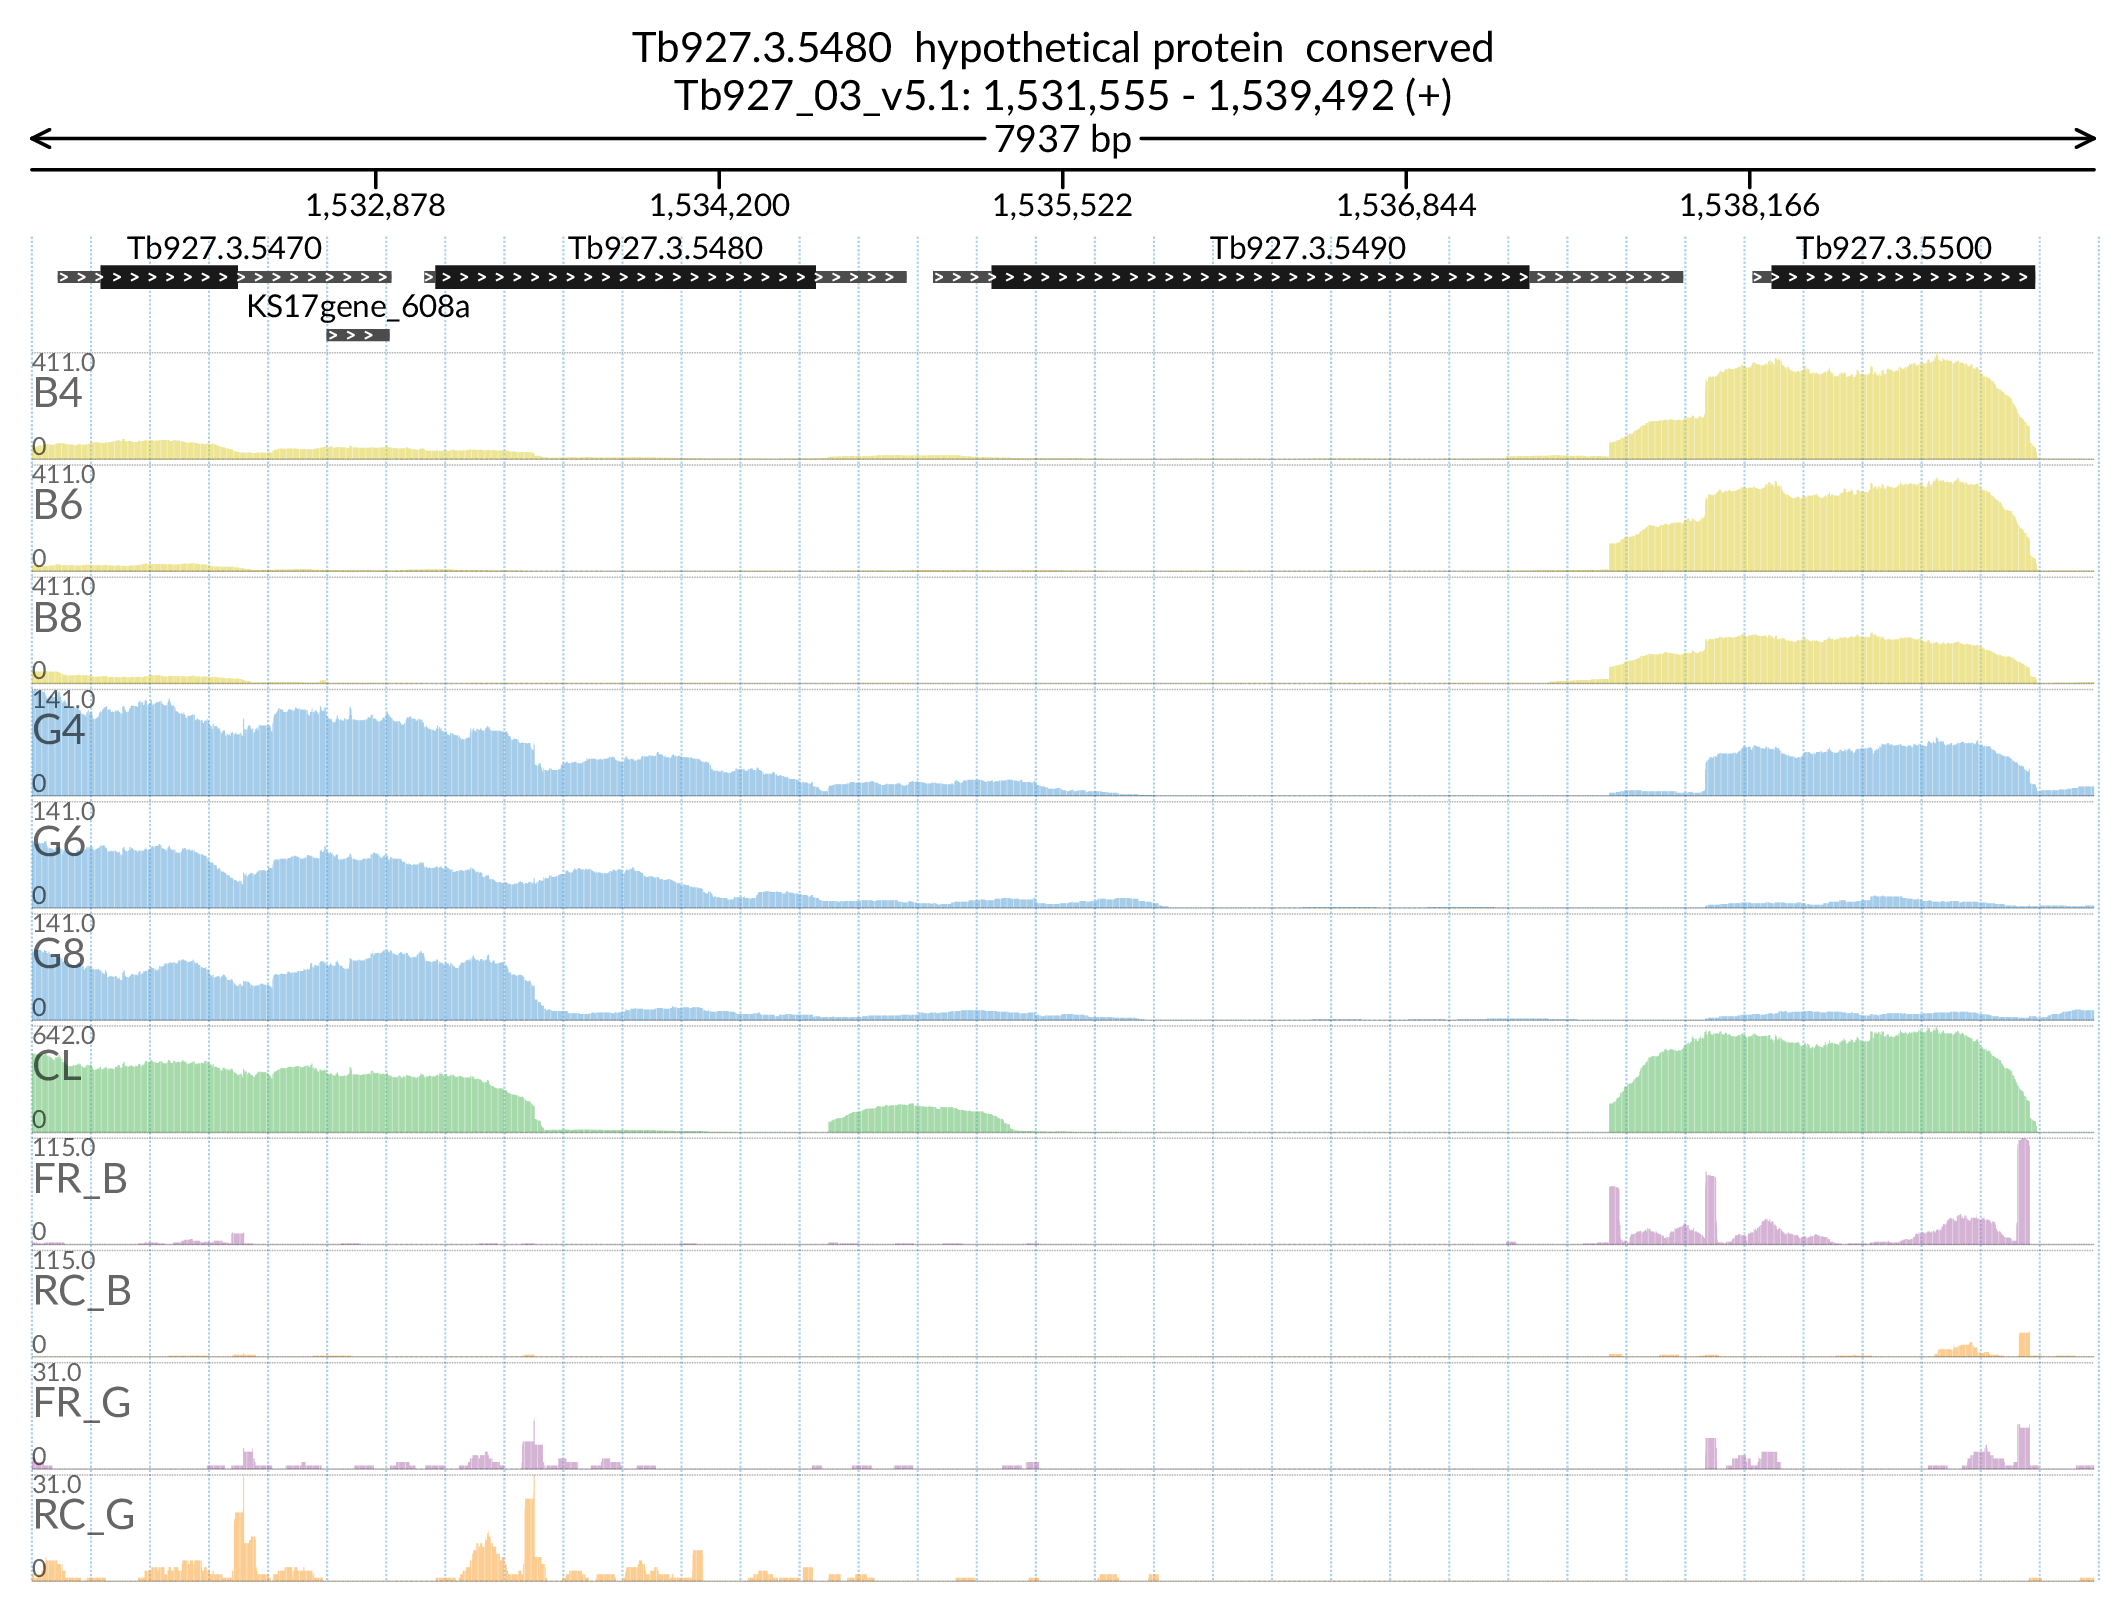 Tb927.3.5480  hypothetical protein  conserved
Tb927_03_v5.1: 1,531,555 - 1,539,492 (+)
7937 bp
1,532,878 1,534,200 1,535,522 1,536,844 1,538,166
Tb927.3.5470 Tb927.3.5480 Tb927.3.5490 Tb927.3.5500
KS17gene_608a
411.0
B4
0
411.0
B6
0
411.0
B8
0
141.0
G4
0
141.0
G6
0
141.0
G8
0
642.0
CL
0
115.0
FR_B
0
115.0
RC_B
0
31.0
FR_G
0
31.0
RC_G
0